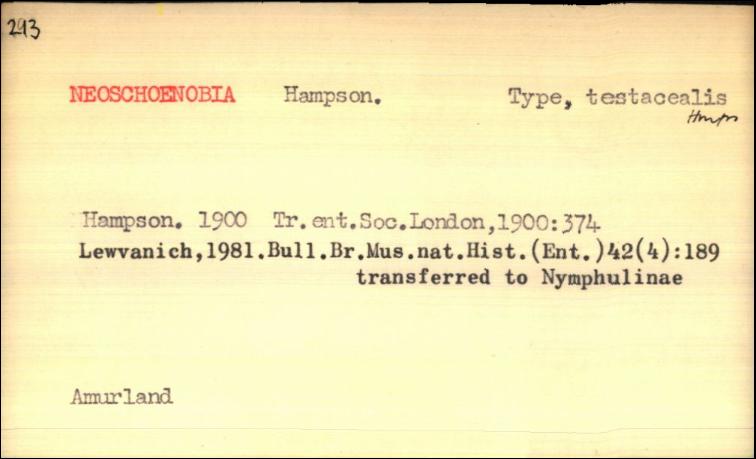 293
NEOSCHOENOBIA Hampson. Type, testacealis
Hmps
Hampson. 1900 Tr.ent.Soc.London,1900:374
Lewvanich,1981.Bull.Br.Mus.nat.Hist.(Ent.)42(4):189
transferred to Nymphulinae
Amurland